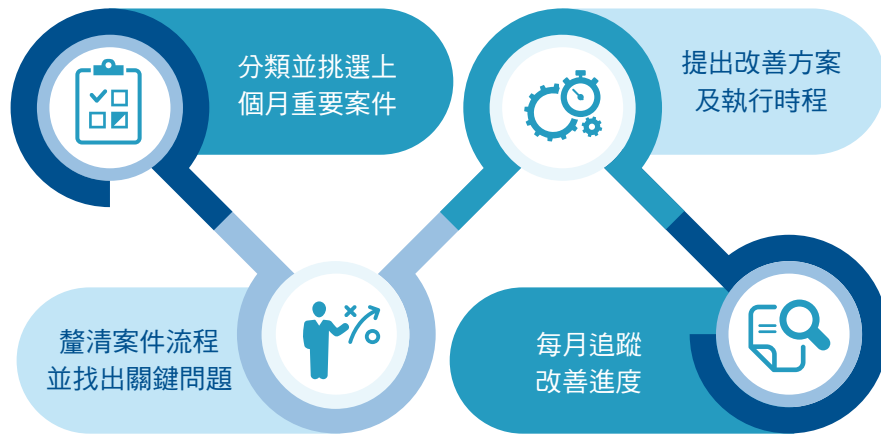 分類並挑選上
個月重要案件
釐清案件流程
並找出關鍵問題
提出改善方案
及執行時程
每月追蹤
改善進度